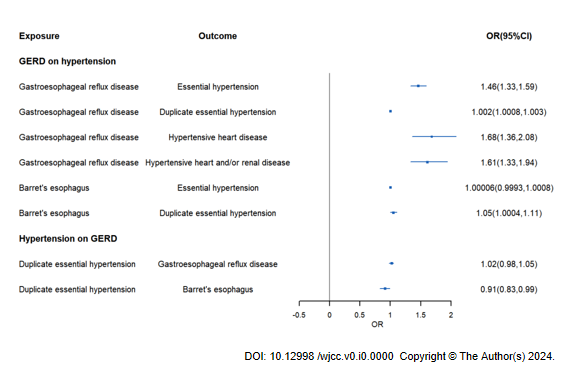 Exposure Outcome OR(95%CI)
GERD on hypertension
Gastroesophageal reflux disease Essential hypertension 1.46(1.33,1.59)
Gastroesophageal reflux disease Duplicate essential hypertension 1.002(1.0008,1.003)
Gastroesophageal reflux disease Hypertensive heart disease 1.68(1.36,2.08)
Gastroesophageal reflux disease Hypertensive heart and/or renal disease 1.61(1.33,1.94)
Barret's esophagus Essential hypertension 1.00006(0.9993,1.0008)
Barret's esophagus Duplicate essential hypertension 1.05(1.0004,1.11)
Hypertension on GERD
Duplicate essential hypertension Gastroesophageal reflux disease 1.02(0.98,1.05)
Duplicate essential hypertension Barret's esophagus 0.91(0.83,0.99)
-0.5 0 0.5 1 1.5 2
OR
DOI: 10.12998 /wjcc.v0.i0.0000 Copyright © The Author(s) 2024.